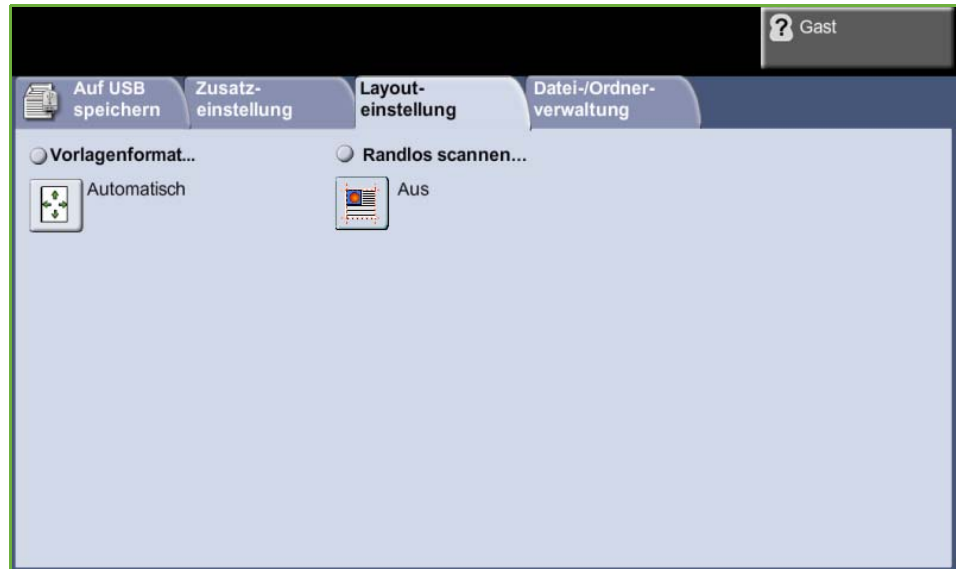 Gast
Auf USB
speichern
Zusatz-
einstellung
Layout-
einstellung
Datei-/Ordner-
verwaltung
Vorlagenformat...
Automatisch
Randlos scannen...
Aus